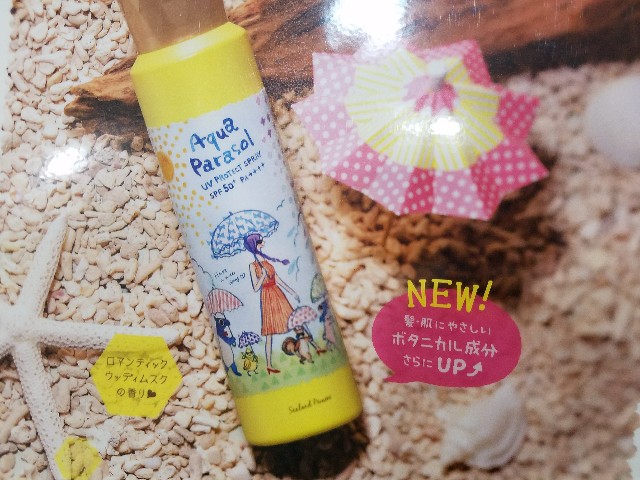 Aqua
Parasol
UV PROTECT SPRAY
SPF 50+ PA++++
NEW!
髪・肌にやさしい
ボタニカル成分
さらにUP
ロマンティック
ウッディムスク
の香り